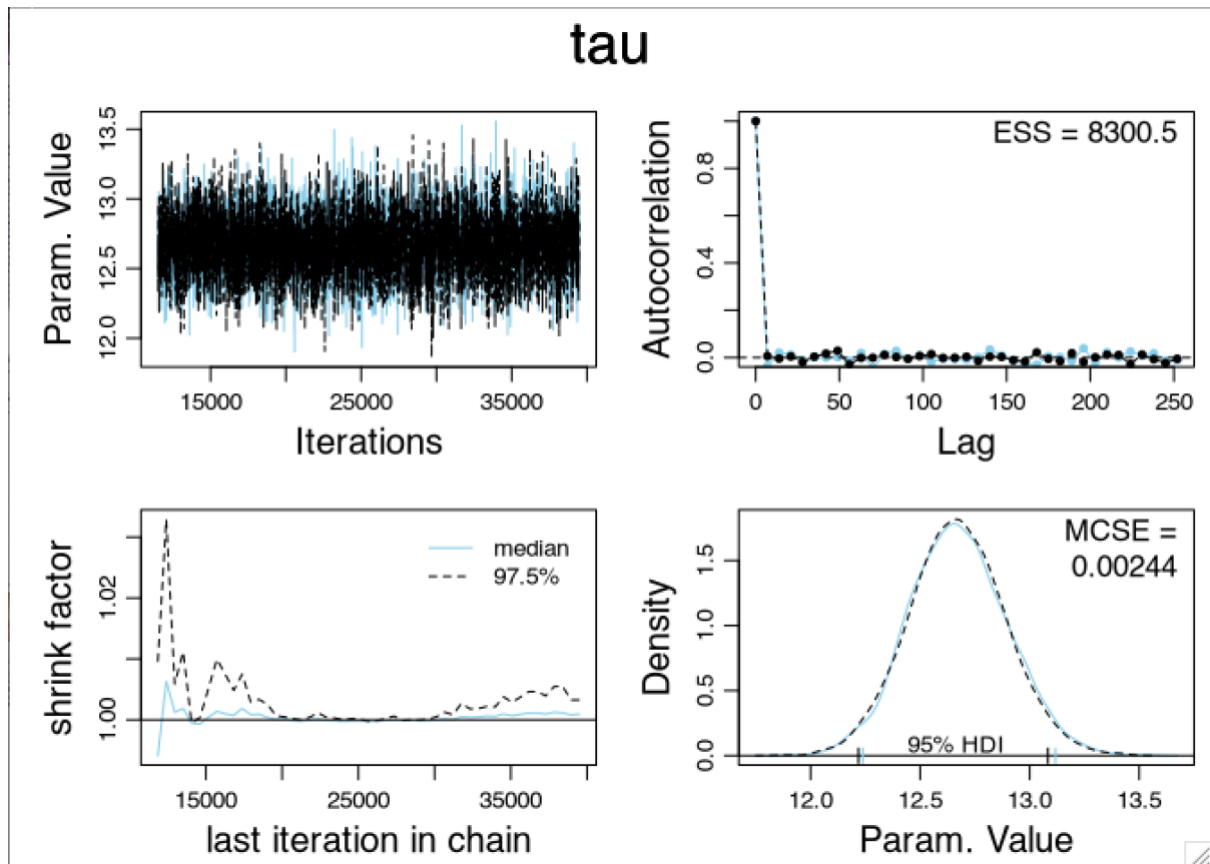 tau
Param. Value
13.5
13.0
12.5
12.0
15000 25000 35000
Iterations
Autocorrelation
0.8
0.4
0.0
ESS = 8300.5
0 50 100 150 200 250
Lag
shrink factor
1.02
1.00
median
97.5%
15000 25000 35000
last iteration in chain
Density
1.5
1.0
0.5
0.0
MCSE =
0.00244
95% HDI
12.0 12.5 13.0 13.5
Param. Value